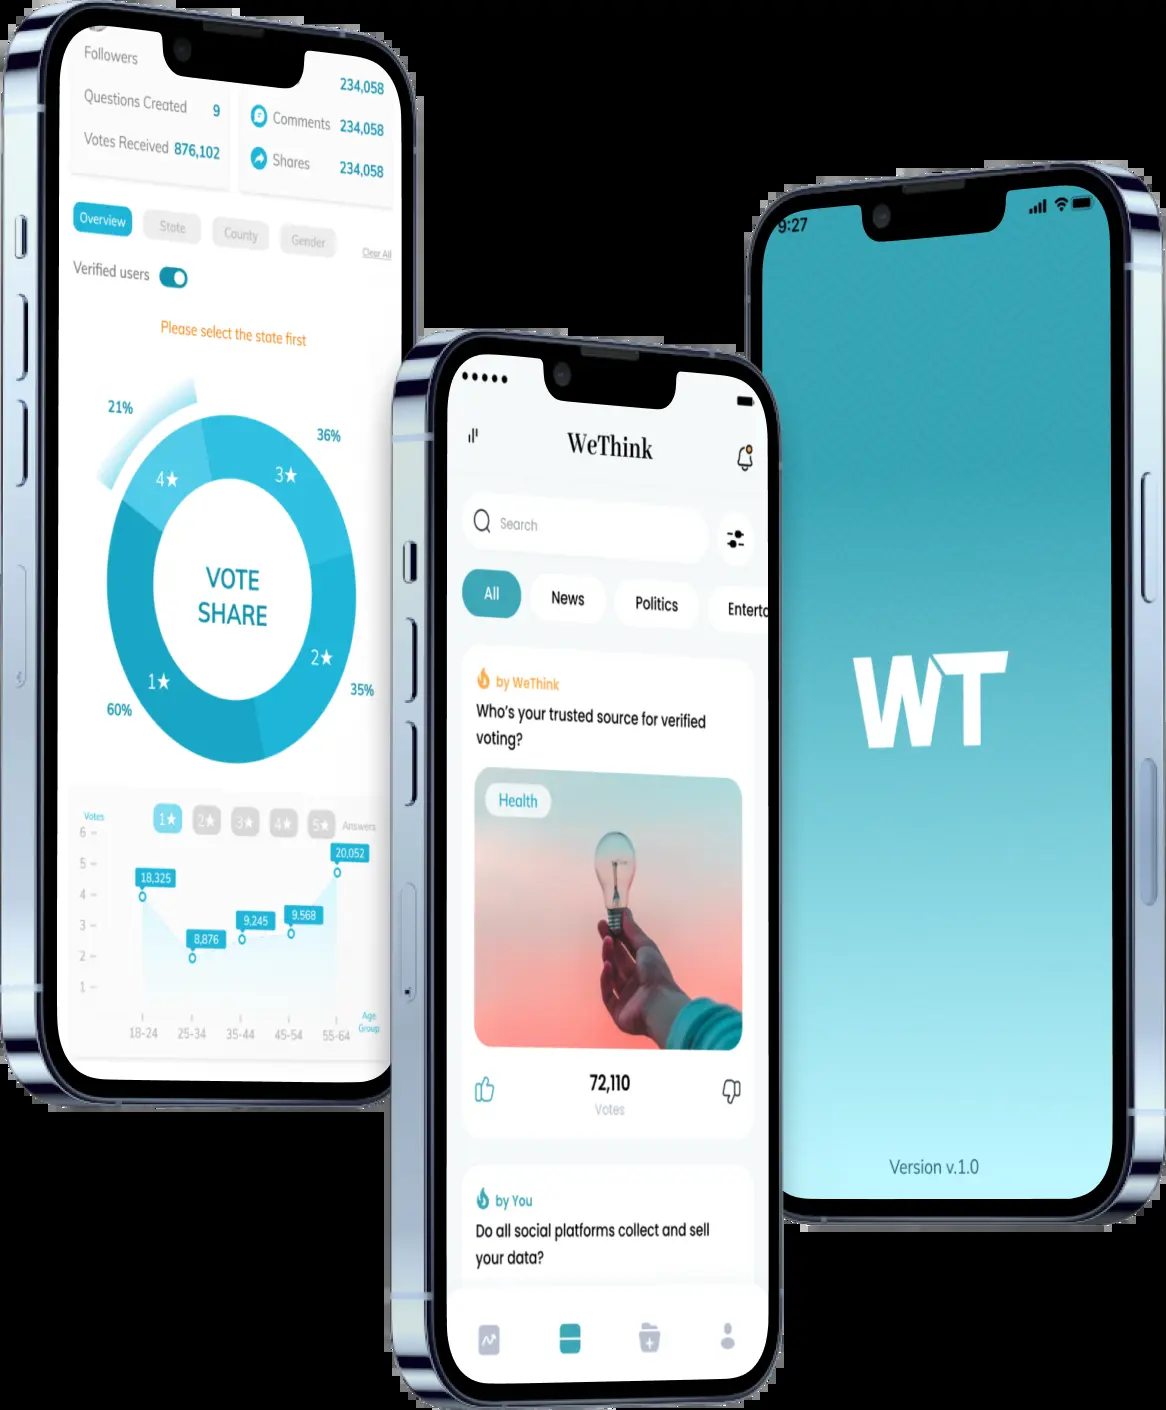 Followers
234,058
Questions Created 9
Comments 234,058
Votes Received 876,102
Shares 234,058
Overview State County Gender Clear All
Verified users
Please select the state first
21%
36%
4★
3★
VOTE
SHARE
2★
1★
35%
60%
Votes
1★ 2★ 3★ 4★ 5★ Answers
6
5
4
3
2
1
18,325
8,876
9,245
9.568
20,052
18-24 25-34 35-44 45-54 55-64
Age
Group
WeThink
Search
All News Politics Enterta
by WeThink
Who's your trusted source for verified
voting?
Health
72,110
Votes
by You
Do all social platforms collect and sell
your data?
9:27
WT
Version v.1.0